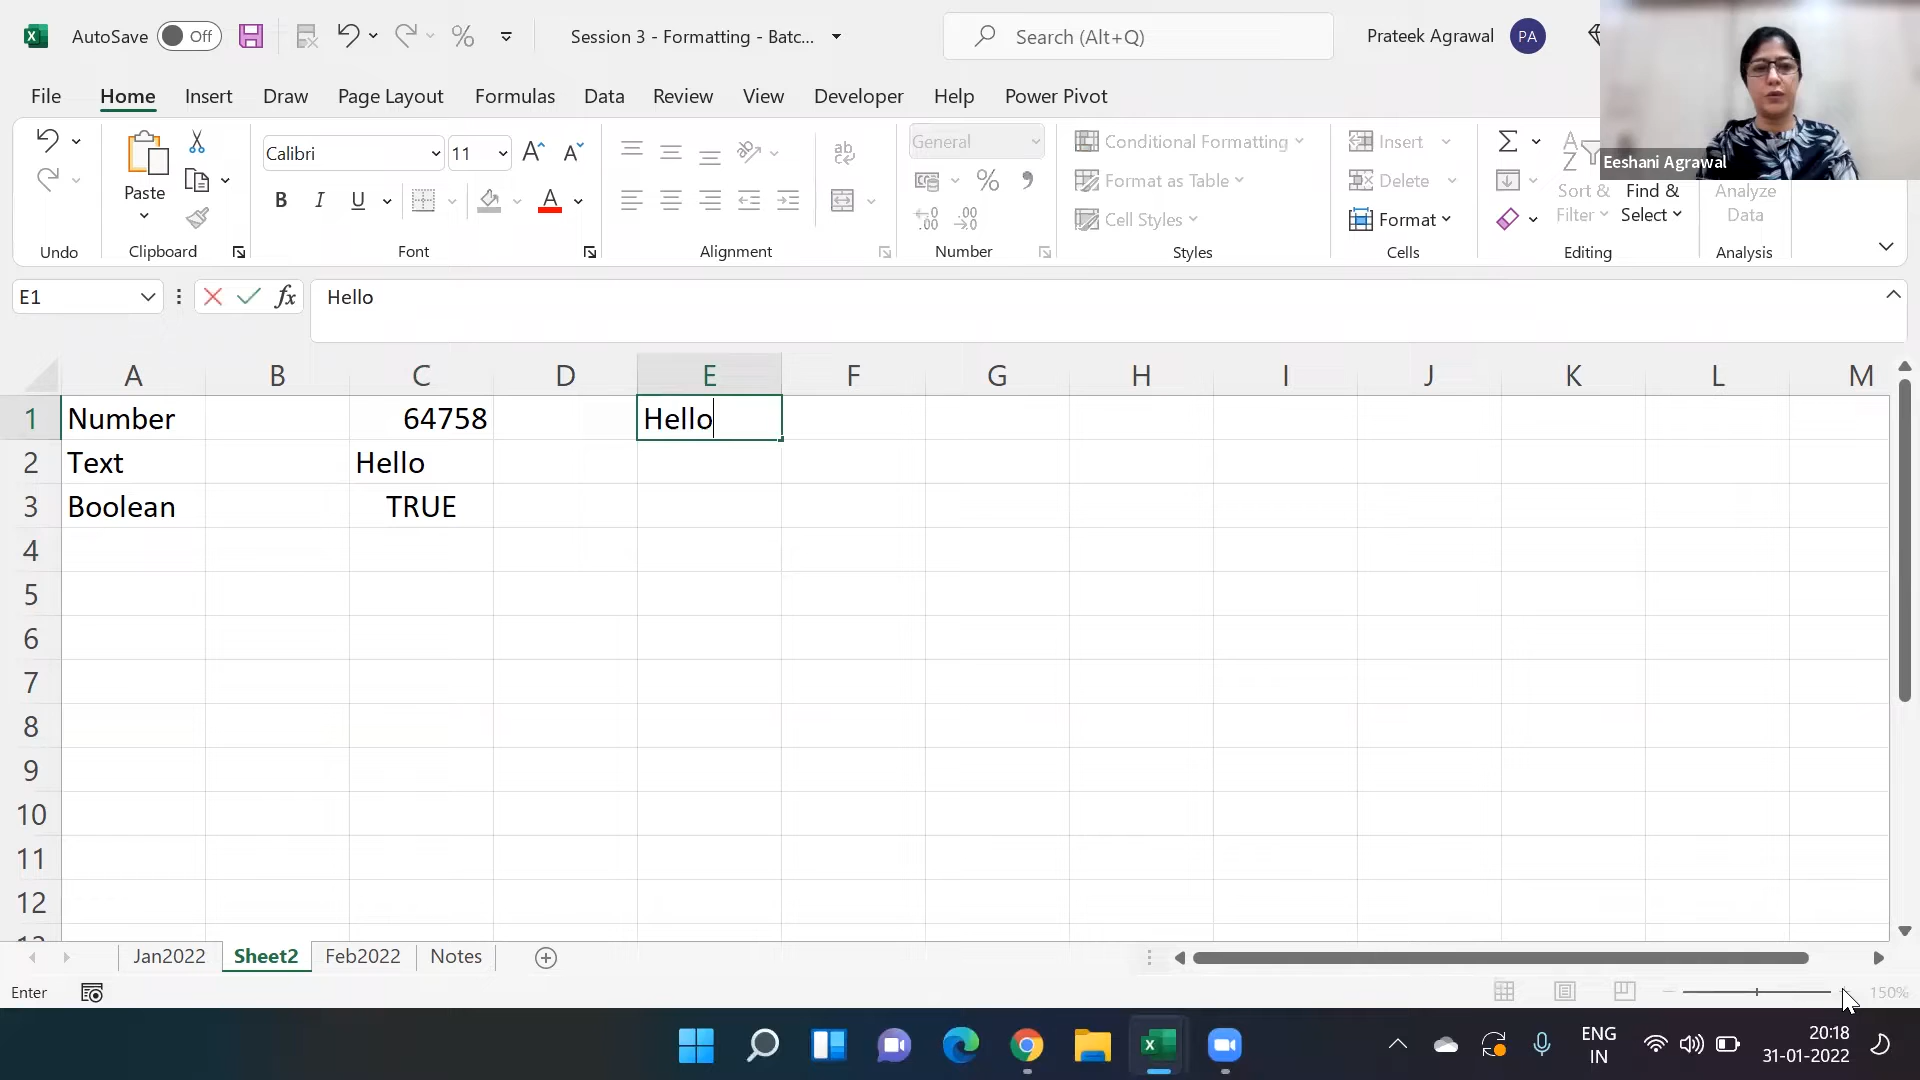 AutoSave Off Session 3 - Formatting - Batc... Search (Alt+Q) Prateek Agrawal PA
File Home Insert Draw Page Layout Formulas Data Review View Developer Help Power Pivot
Eeshani Agrawal
Paste
Calibri 11
B I U
ab
General
% , .00
Conditional Formatting
Format as Table
Cell Styles
Insert
Delete
Format
Sort & Filter
Find & Select
Analyze Data
Undo Clipboard Font Alignment Number Styles Cells Editing Analysis
E1 fx Hello
A B C D E F G H I J K L M
1 Number 64758 Hello
2 Text Hello
3 Boolean TRUE
4
5
6
7
8
9
10
11
12
Jan2022 Sheet2 Feb2022 Notes
Enter 150%
ENG IN
20:18
31-01-2022